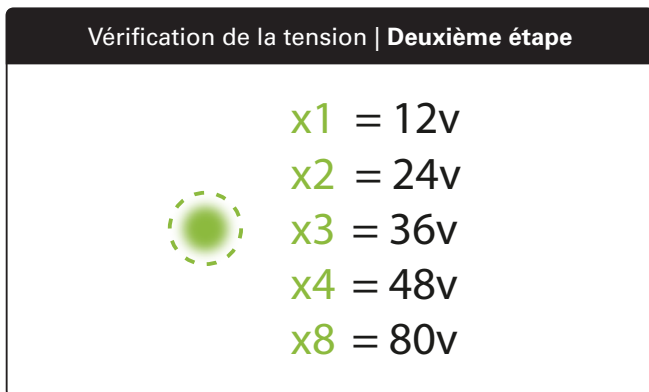 Vérification de la tension | Deuxième étape
x1 = 12v
x2 = 24v
x3 = 36v
x4 = 48v
x8 = 80v